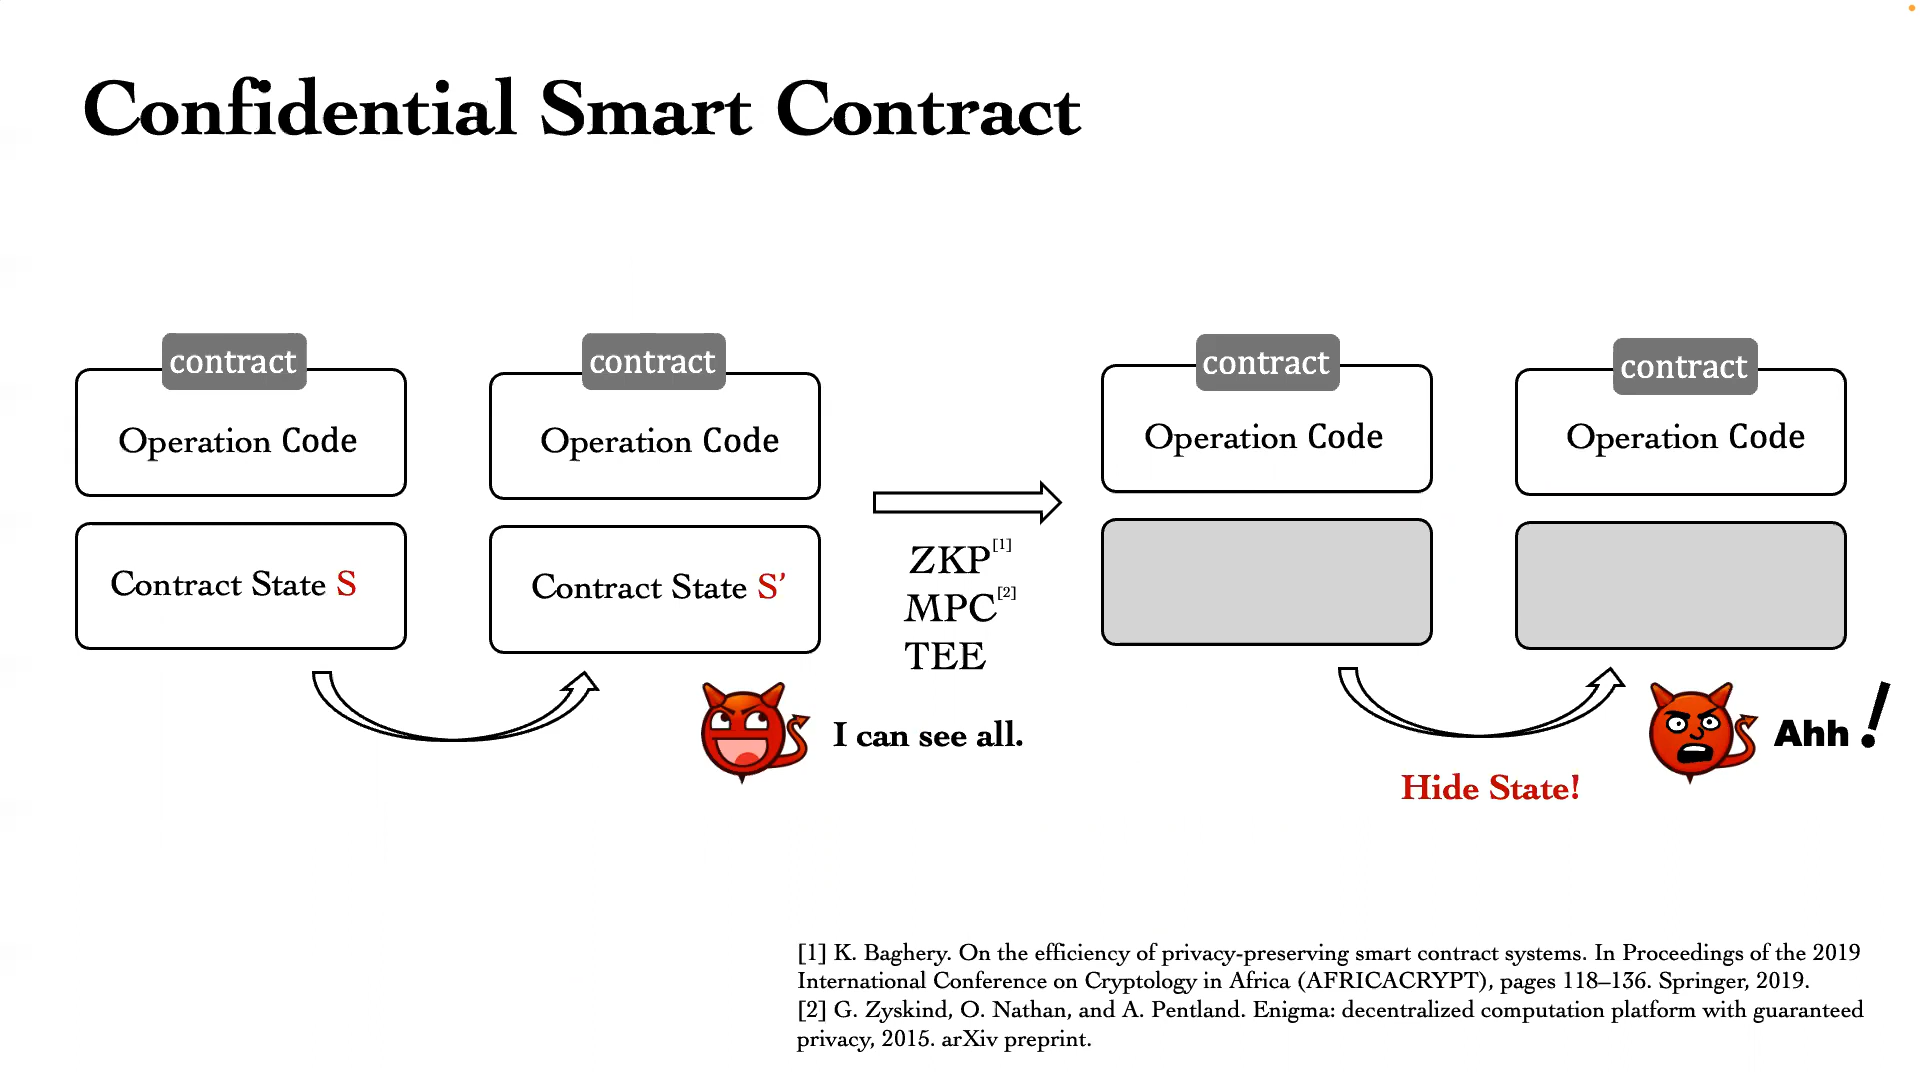 Confidential Smart Contract
contract
Operation Code
Contract State S
contract
Operation Code
Contract State S’
I can see all.
ZKP[1]
MPC[2]
TEE
contract
Operation Code
contract
Operation Code
Hide State!
Ahh!
[1] K. Baghery. On the efficiency of privacy-preserving smart contract systems. In Proceedings of the 2019
International Conference on Cryptology in Africa (AFRICACRYPT), pages 118–136. Springer, 2019.
[2] G. Zyskind, O. Nathan, and A. Pentland. Enigma: decentralized computation platform with guaranteed
privacy, 2015. arXiv preprint.